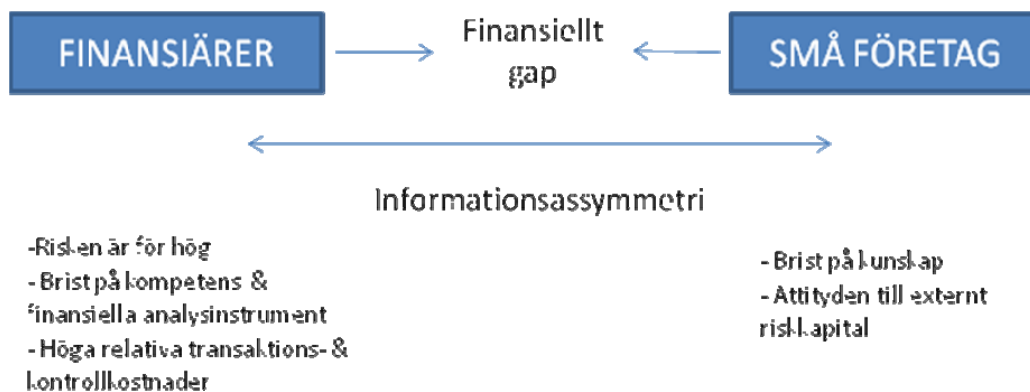 FINANSIÄRER
Finansiellt
gap
SMÅ FÖRETAG
Informationsassymmetri
-Risken är för hög
- Brist på kompetens &
finansiella analysinstrument
- Höga relativa transaktions- &
kontrollkostnader
- Brist på kunskap
- Attityden till externt
riskkapital